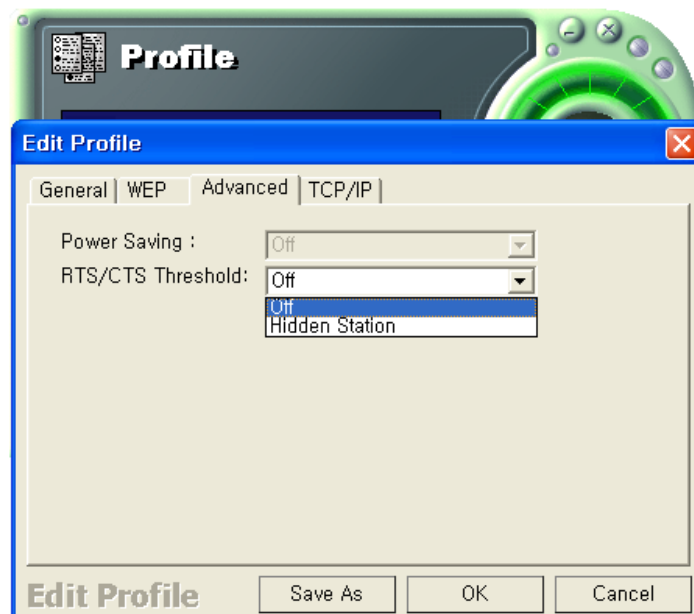 Profile
Edit Profile
General WEP Advanced TCP/IP
Power Saving : Off
RTS/CTS Threshold: Off
Off
Hidden Station
Edit Profile Save As OK Cancel